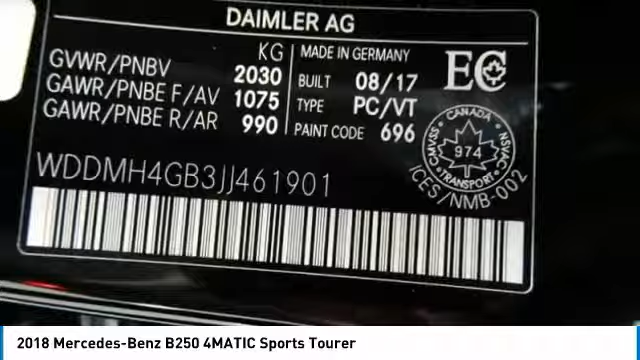 DAIMLER AG
KG
GVWR/PNBV 2030
GAWR/PNBE F/AV 1075
GAWR/PNBE R/AR 990
MADE IN GERMANY
BUILT 08/17
TYPE PC/VT
PAINT CODE 696
EC
CANADA
CMVSS
974
NSVAC
TRANSPORT
ICES/NMB-002
WDDMH4GB3JJ461901
2018 Mercedes-Benz B250 4MATIC Sports Tourer